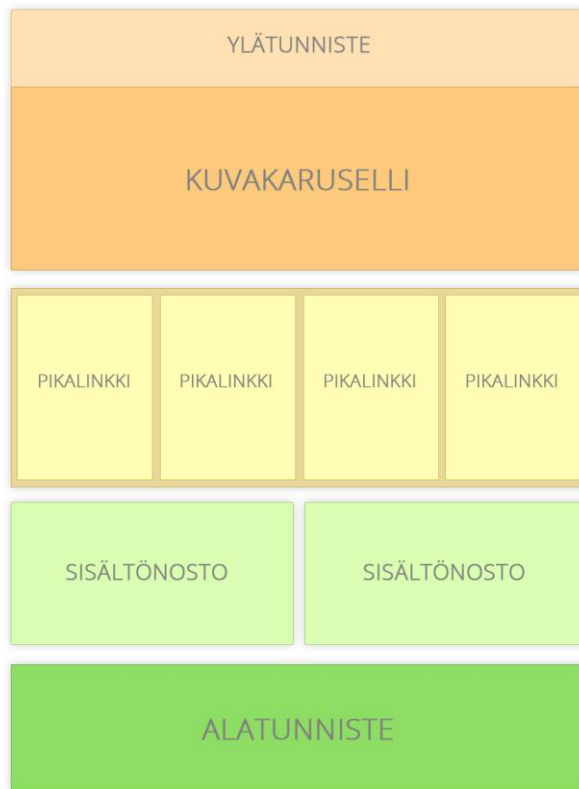 YLÄTUNNISTE
KUVAKARUSELLI
PIKALINKKI PIKALINKKI PIKALINKKI PIKALINKKI
SISÄLTÖNOSTO SISÄLTÖNOSTO
ALATUNNISTE